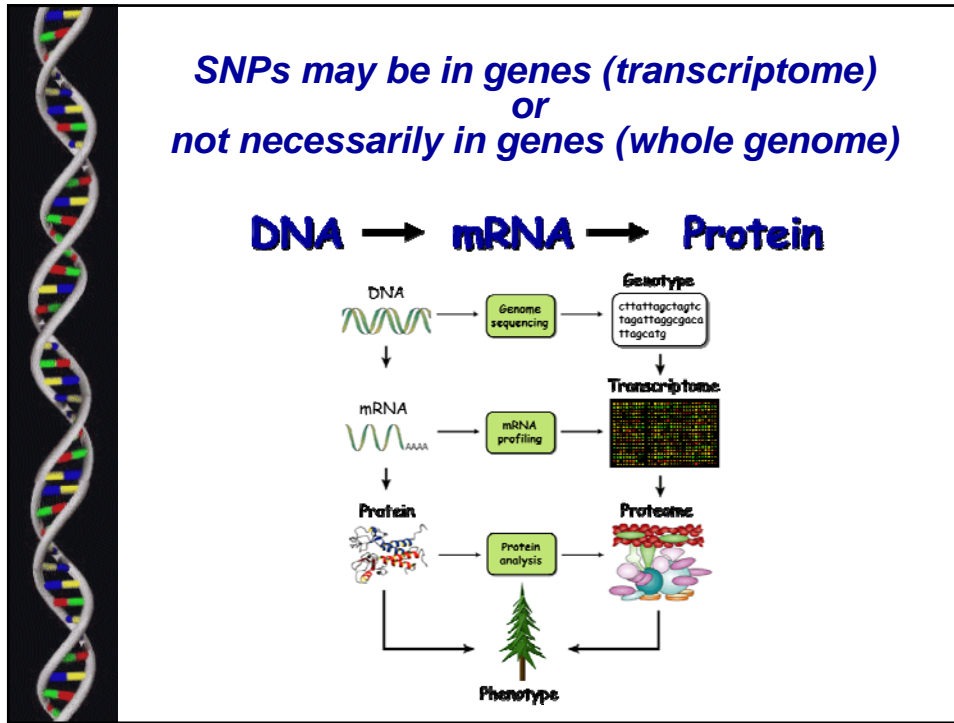 SNPs may be in genes (transcriptome)
or
not necessarily in genes (whole genome)
DNA mRNA Protein
DNA
Genome
sequencing
Genotype
cttattagctagtc
tagattaggcgaca
ttagcatg
mRNA
AAAA
mRNA
profiling
Transcriptome
Protein
Protein
analysis
Proteome
Phenotype